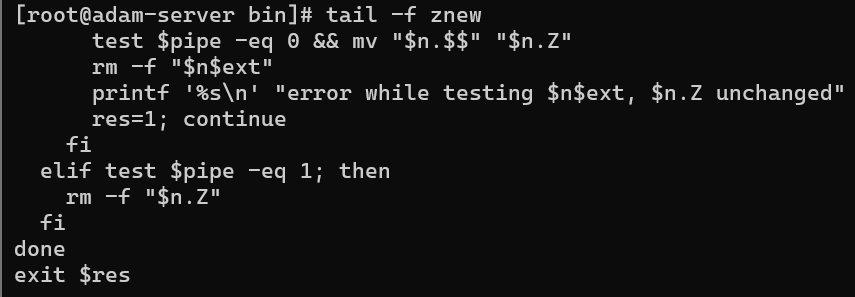 [root@adam-server bin]# tail -f znew
      test $pipe -eq 0 && mv "$n.$$" "$n.Z"
      rm -f "$n$ext"
      printf '%s\n' "error while testing $n$ext, $n.Z unchanged"
      res=1; continue
    fi
  elif test $pipe -eq 1; then
    rm -f "$n.Z"
  fi
done
exit $res